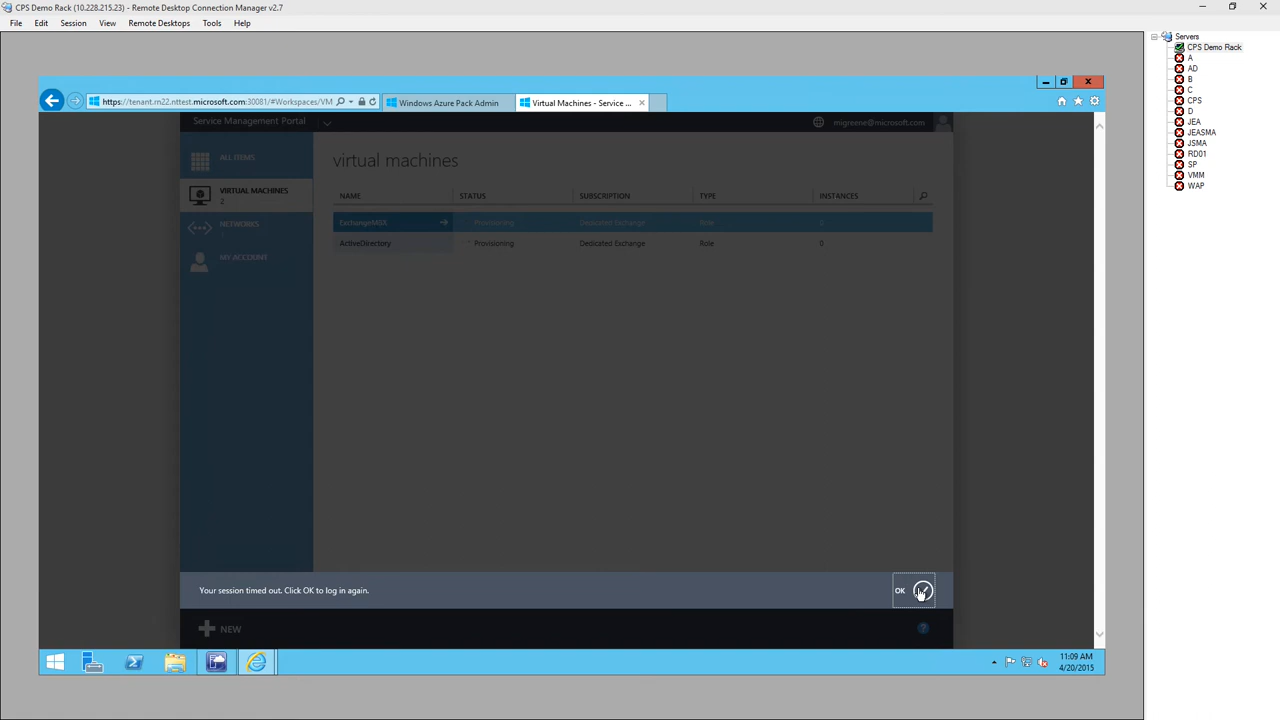 CPS Demo Rack (10.228.215.23) - Remote Desktop Connection Manager v2.7
File Edit Session View Remote Desktops Tools Help
Servers
CPS Demo Rack
A
AD
B
C
CPS
D
JEA
JEASMA
JSMA
RD01
SP
VMM
WAP
https://tenant.rn22.nttest.microsoft.com:30081/#Workspaces/VM
Windows Azure Pack Admin
Virtual Machines - Service ...
Service Management Portal
migreene@microsoft.com
ALL ITEMS
VIRTUAL MACHINES
2
NETWORKS
MY ACCOUNT
virtual machines
NAME STATUS SUBSCRIPTION TYPE INSTANCES
ExchangeMSX Provisioning Dedicated Exchange Role 0
ActiveDirectory Provisioning Dedicated Exchange Role 0
Your session timed out. Click OK to log in again.
OK
NEW
?
11:09 AM
4/20/2015